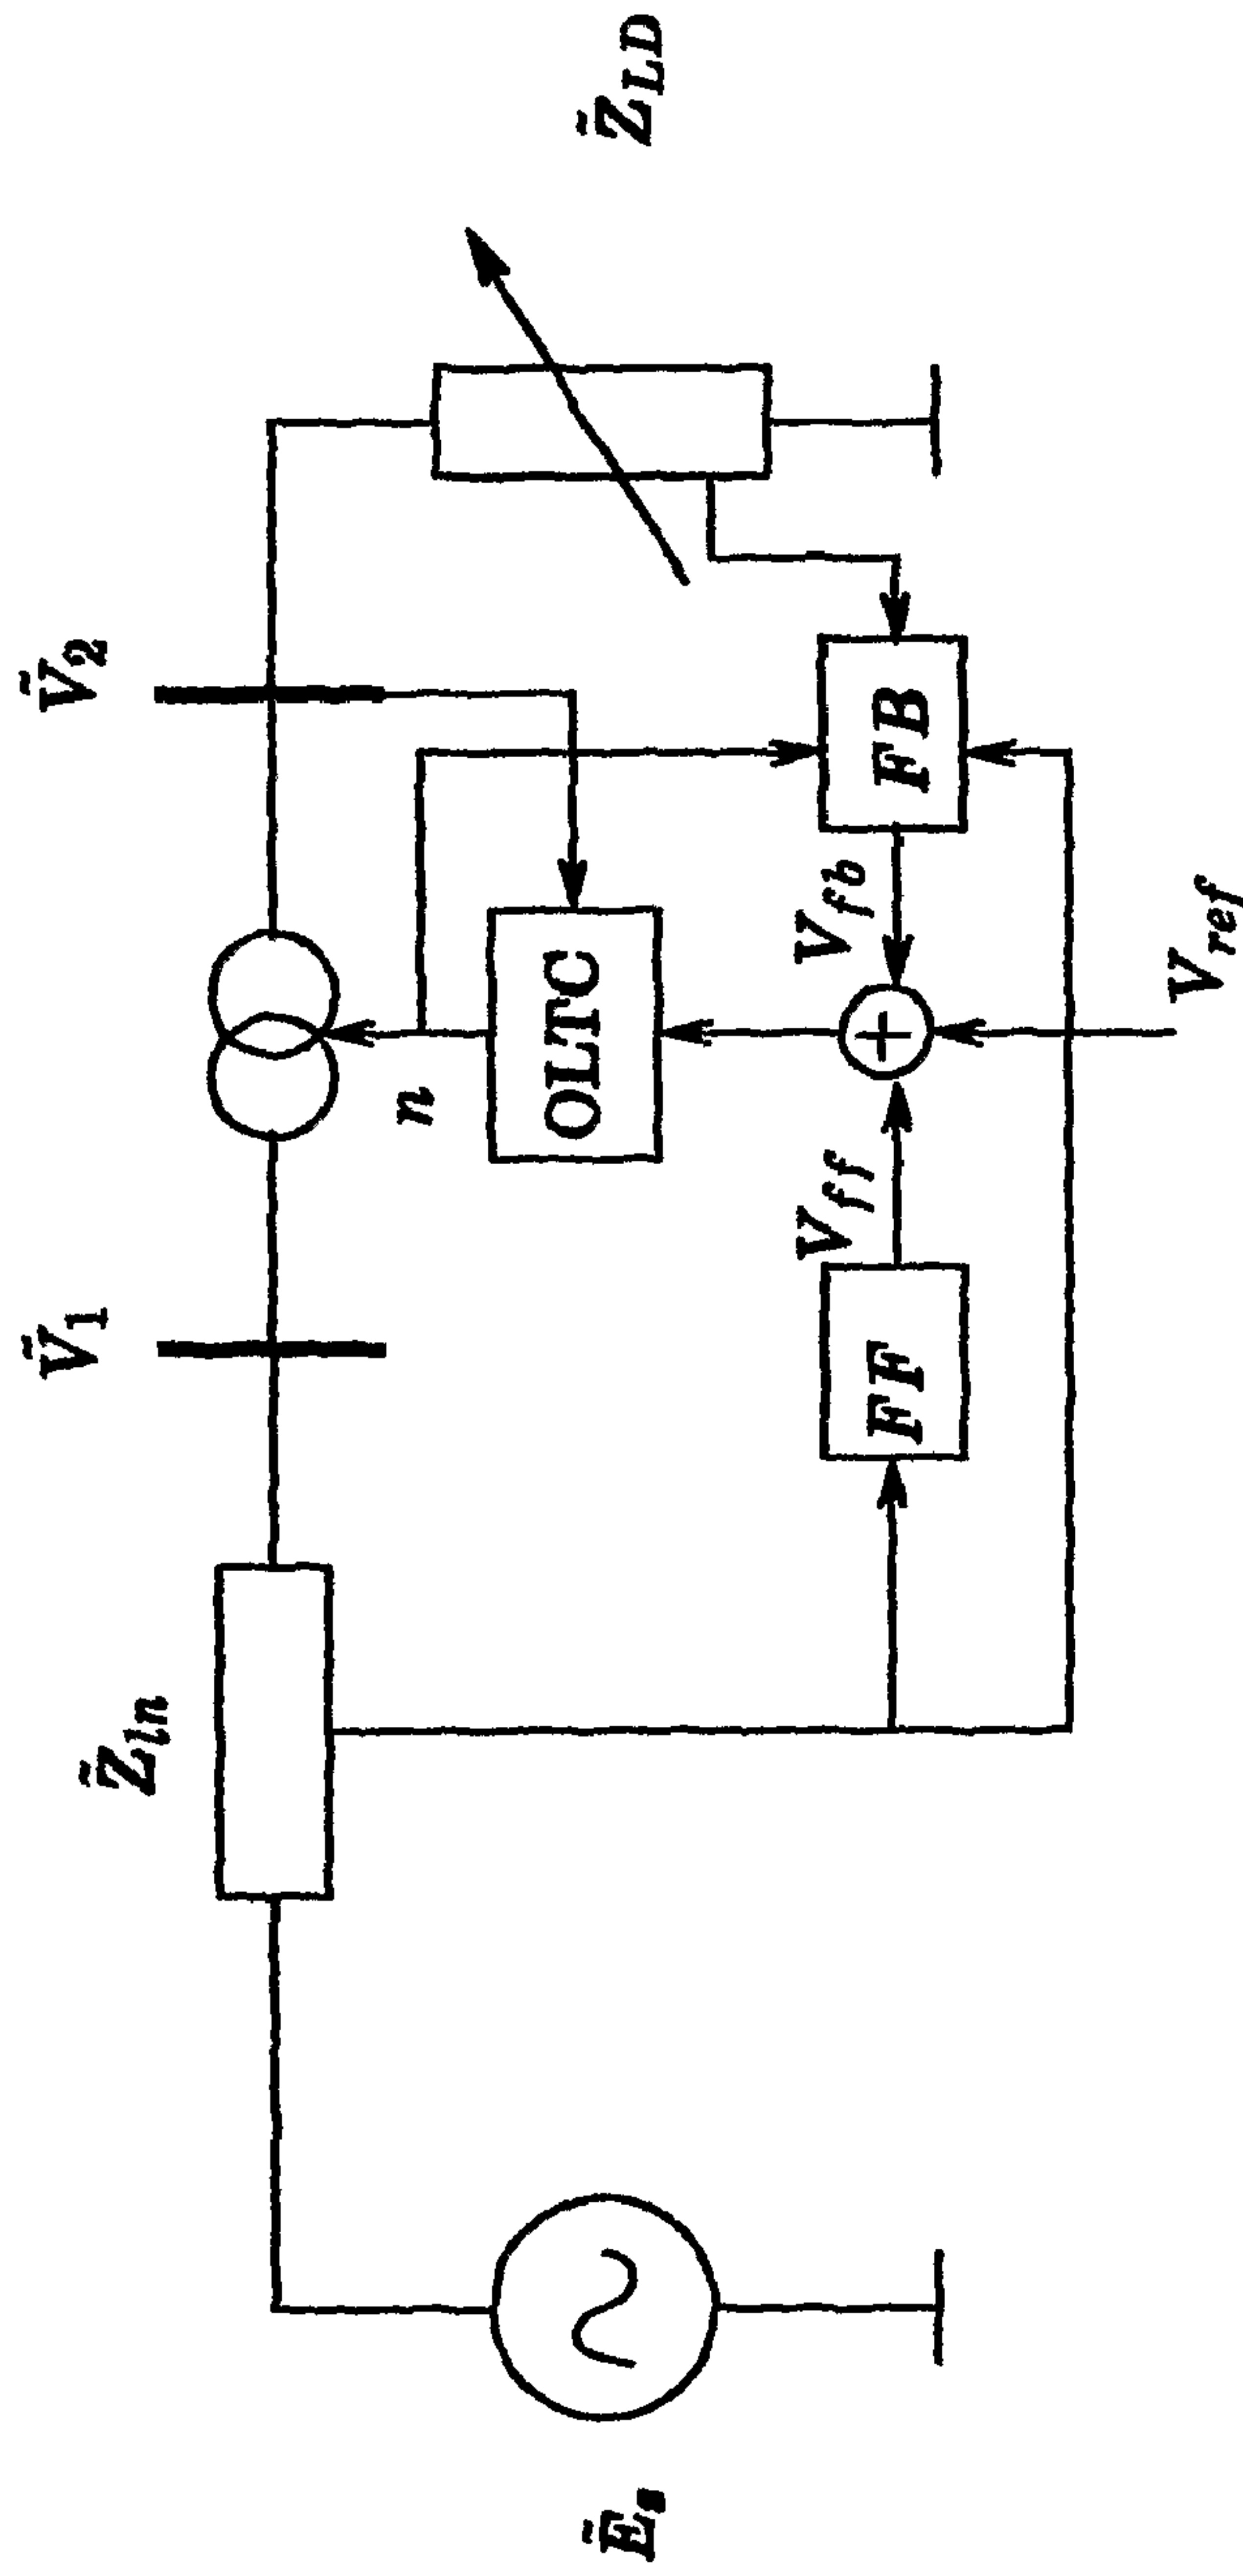 Ẽs
Z̃ln
Ṽ1
Ṽ2
Z̃LD
n
OLTC
FF
Vff
+
Vfb
FB
Vref